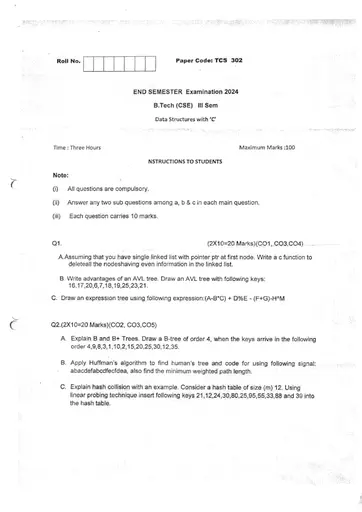 Roll No.
Paper Code: TCS 302
END SEMESTER Examination 2024
B.Tech (CSE) III Sem
Data Structures with 'C'
Time : Three Hours
Maximum Marks :100
NSTRUCTIONS TO STUDENTS
Note:
(i) All questions are compulsory.
(ii) Answer any two sub questions among a, b & c in each main question.
(iii) Each question carries 10 marks.
Q1. (2X10=20 Marks)(CO1, CO3,CO4)
A.Assuming that you have single linked list with pointer ptr at first node. Write a c function to
deleteall the nodeshaving even information in the linked list.
B. Write advantages of an AVL tree. Draw an AVL tree with following keys:
16,17,20,6,7,18,19,25,23,21.
C. Draw an expression tree using following expression:(A-B*C) + D%E - (F+G)-H^M
Q2.(2X10=20 Marks)(CO2, CO3,CO5)
A. Explain B and B+ Trees. Draw a B-tree of order 4, when the keys arrive in the following
order 4,9,8,3,1,10,2,15,20,25,30,12,35.
B. Apply Huffman's algorithm to find human's tree and code for using following signal:
abacdefabcdfecfdea, also find the minimum weighted path length.
C. Explain hash collision with an example. Consider a hash table of size (m) 12. Using
linear probing technique insert following keys 21,12,24,30,80,25,95,55,33,88 and 39 into
the hash table.